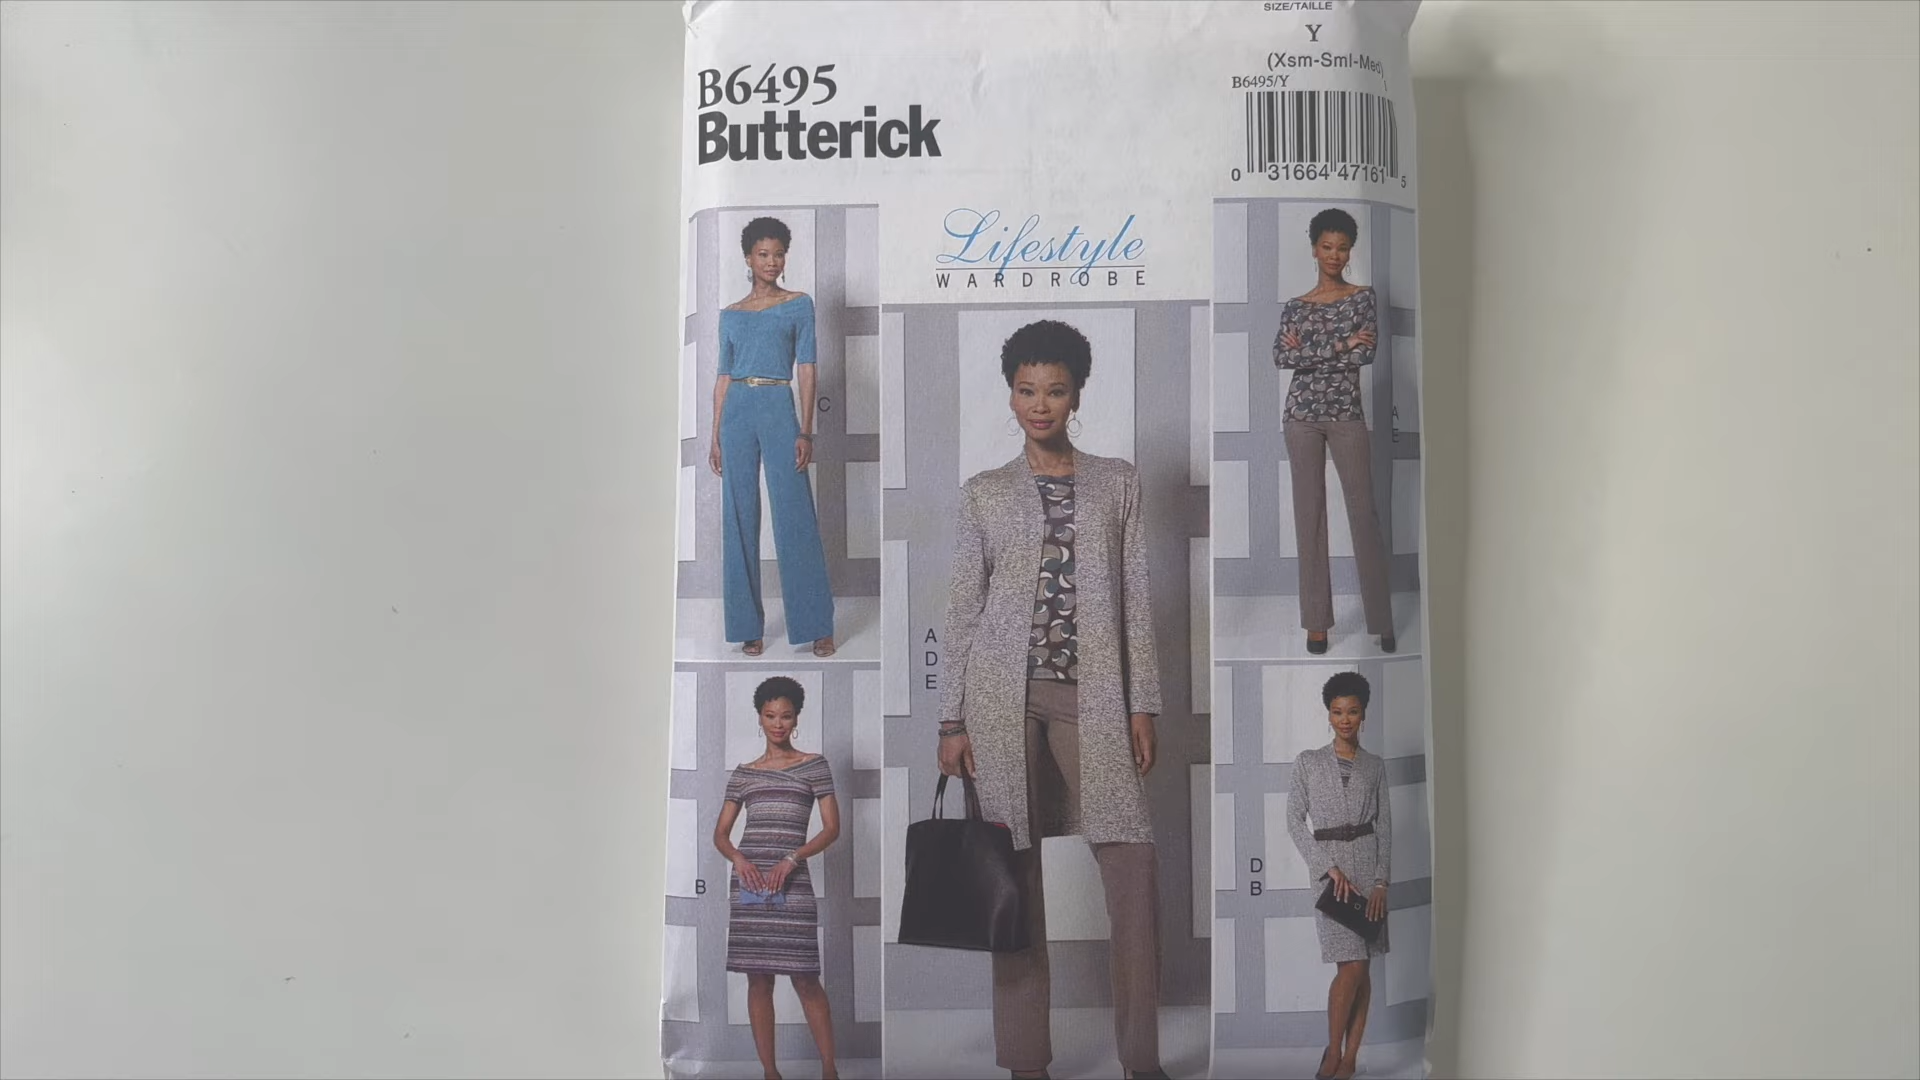 SIZE/TAILLE
Y
(Xsm-Sml-Med)
B6495/Y
0 31664 47161 5
B6495
Butterick
Lifestyle
WARDROBE
C
A
E
A
D
E
B
D
B